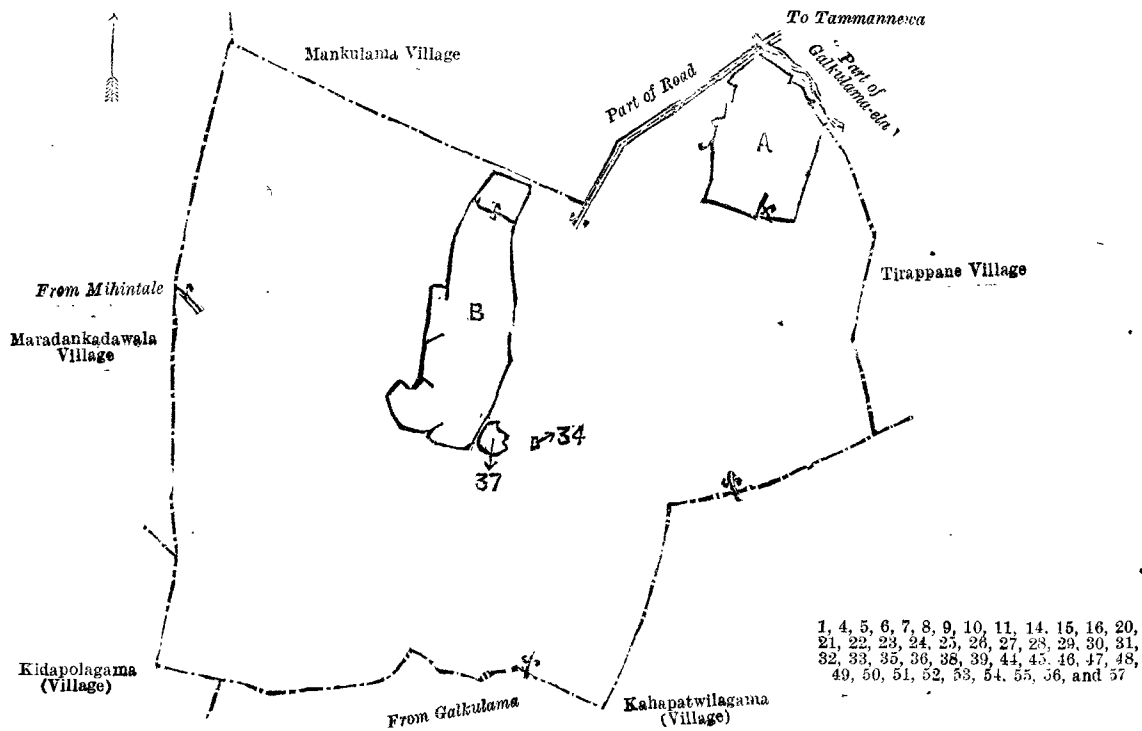 To Tammannewa
Mankulama Village
Part of Road
Part of
Galkulama-ela
A
Tirappane Village
From Mihintale
B
Maradankadawala
Village
34
37
1, 4, 5, 6, 7, 8, 9, 10, 11, 14, 15, 16, 20,
21, 22, 23, 24, 25, 26, 27, 28, 29, 30, 31,
32, 33, 35, 36, 38, 39, 44, 45, 46, 47, 48,
49, 50, 51, 52, 53, 54, 55, 56, and 57
Kidapolagama
(Village)
From Galkulama
Kahapatwilagama
(Village)